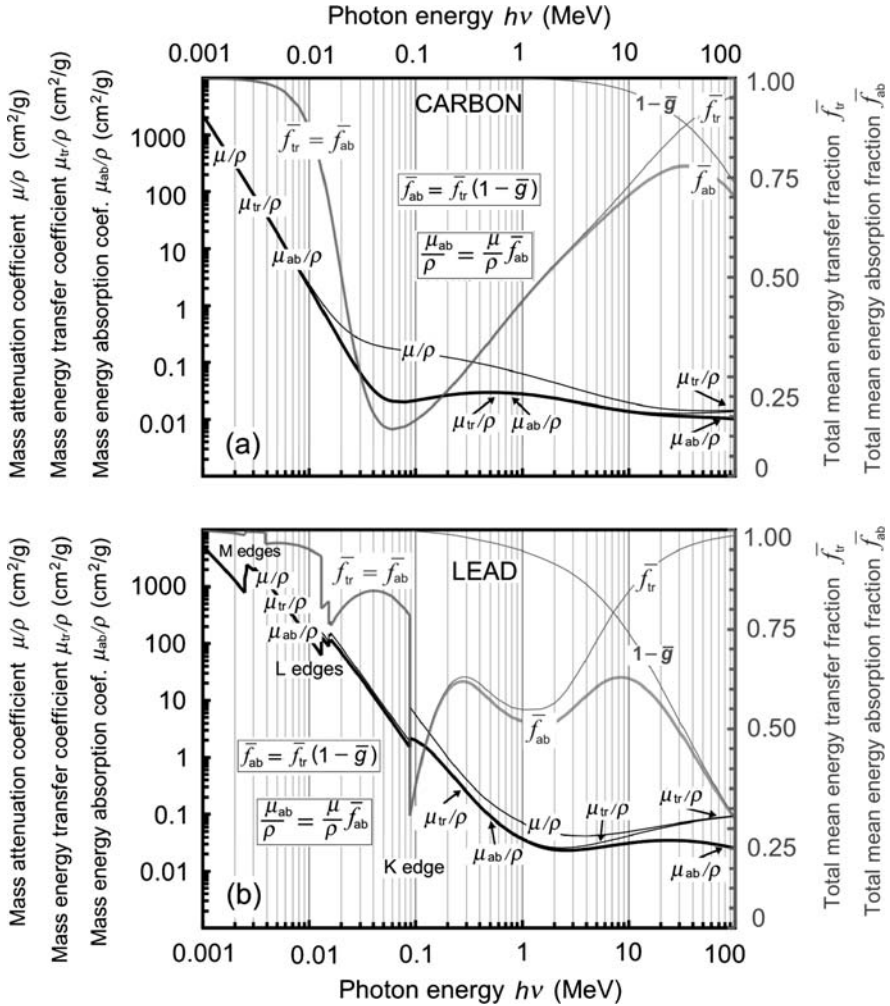 Photon energy hν (MeV)
0.001 0.01 0.1 1 10 100
Mass attenuation coefficient μ/ρ (cm²/g)
Mass energy transfer coefficient μtr/ρ (cm²/g)
Mass energy absorption coef. μab/ρ (cm²/g)
1000
100
10
1
0.1
0.01
CARBON
μ/ρ
μtr/ρ
μab/ρ
f̄tr = f̄ab
f̄ab = f̄tr (1−ḡ)
μab/ρ = μ/ρ f̄ab
1−ḡ
f̄tr
f̄ab
μ/ρ
μtr/ρ
μab/ρ
μtr/ρ
μab/ρ
(a)
1.00
0.75
0.50
0.25
0
Total mean energy transfer fraction f̄tr
Total mean energy absorption fraction f̄ab
Mass attenuation coefficient μ/ρ (cm²/g)
Mass energy transfer coefficient μtr/ρ (cm²/g)
Mass energy absorption coef. μab/ρ (cm²/g)
1000
100
10
1
0.1
0.01
LEAD
M edges
μ/ρ
μtr/ρ
μab/ρ
L edges
f̄tr = f̄ab
f̄tr
1−ḡ
f̄ab
f̄ab = f̄tr (1−ḡ)
μab/ρ = μ/ρ f̄ab
μtr/ρ
μab/ρ
μ/ρ
μtr/ρ
μtr/ρ
μab/ρ
K edge
(b)
1.00
0.75
0.50
0.25
0
Total mean energy transfer fraction f̄tr
Total mean energy absorption fraction f̄ab
0.001 0.01 0.1 1 10 100
Photon energy hν (MeV)